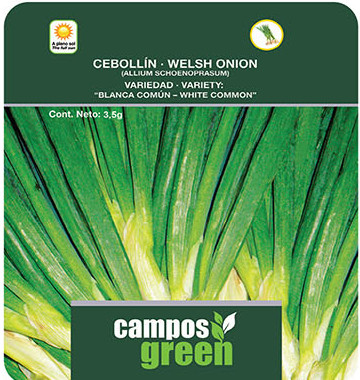 A pleno sol
The full sun
CEBOLLÍN · WELSH ONION
(ALLIUM SCHOENOPRASUM)
VARIEDAD · VARIETY:
“BLANCA COMÚN – WHITE COMMON”
Cont. Neto: 3,5g
campos
green